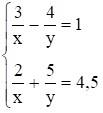 3/x - 4/y = 1
2/x + 5/y = 4,5